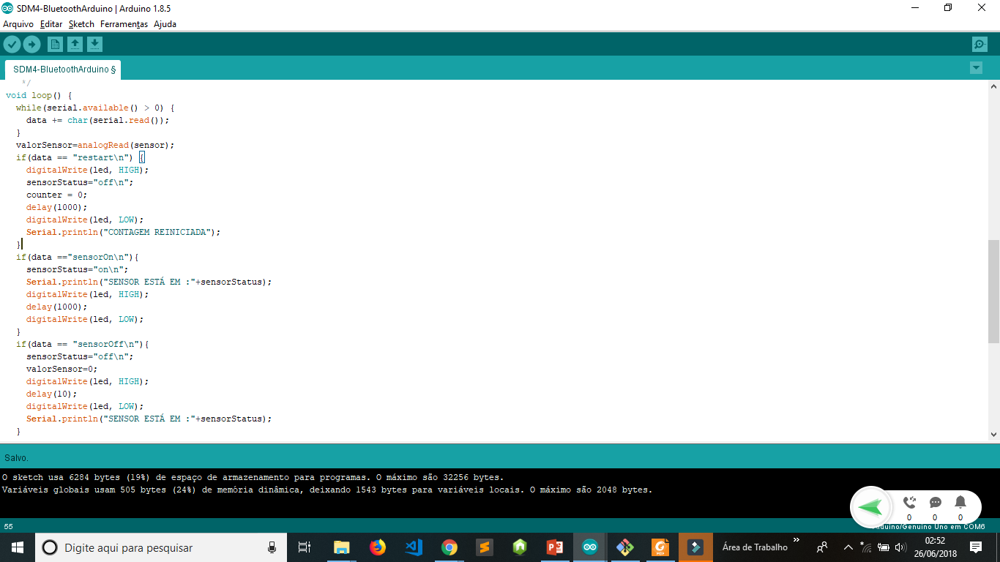 SDM4-BluetoothArduino | Arduino 1.8.5
Arquivo Editar Sketch Ferramentas Ajuda
SDM4-BluetoothArduino §
*/
void loop() {
  while(serial.available() > 0) {
    data += char(serial.read());
  }
  valorSensor=analogRead(sensor);
  if(data == "restart\n") {
    digitalWrite(led, HIGH);
    sensorStatus="off\n";
    counter = 0;
    delay(1000);
    digitalWrite(led, LOW);
    Serial.println("CONTAGEM REINICIADA");
  }
  if(data =="sensorOn\n"){
    sensorStatus="on\n";
    Serial.println("SENSOR ESTÁ EM :"+sensorStatus);
    digitalWrite(led, HIGH);
    delay(1000);
    digitalWrite(led, LOW);
  }
  if(data == "sensorOff\n"){
    sensorStatus="off\n";
    valorSensor=0;
    digitalWrite(led, HIGH);
    delay(10);
    digitalWrite(led, LOW);
    Serial.println("SENSOR ESTÁ EM :"+sensorStatus);
  }
Salvo.
O sketch usa 6284 bytes (19%) de espaço de armazenamento para programas. O máximo são 32256 bytes.
Variáveis globais usam 505 bytes (24%) de memória dinâmica, deixando 1543 bytes para variáveis locais. O máximo são 2048 bytes.
0 0 0
55 Arduino/Genuino Uno em COM6
Digite aqui para pesquisar
Área de Trabalho
02:52
26/06/2018